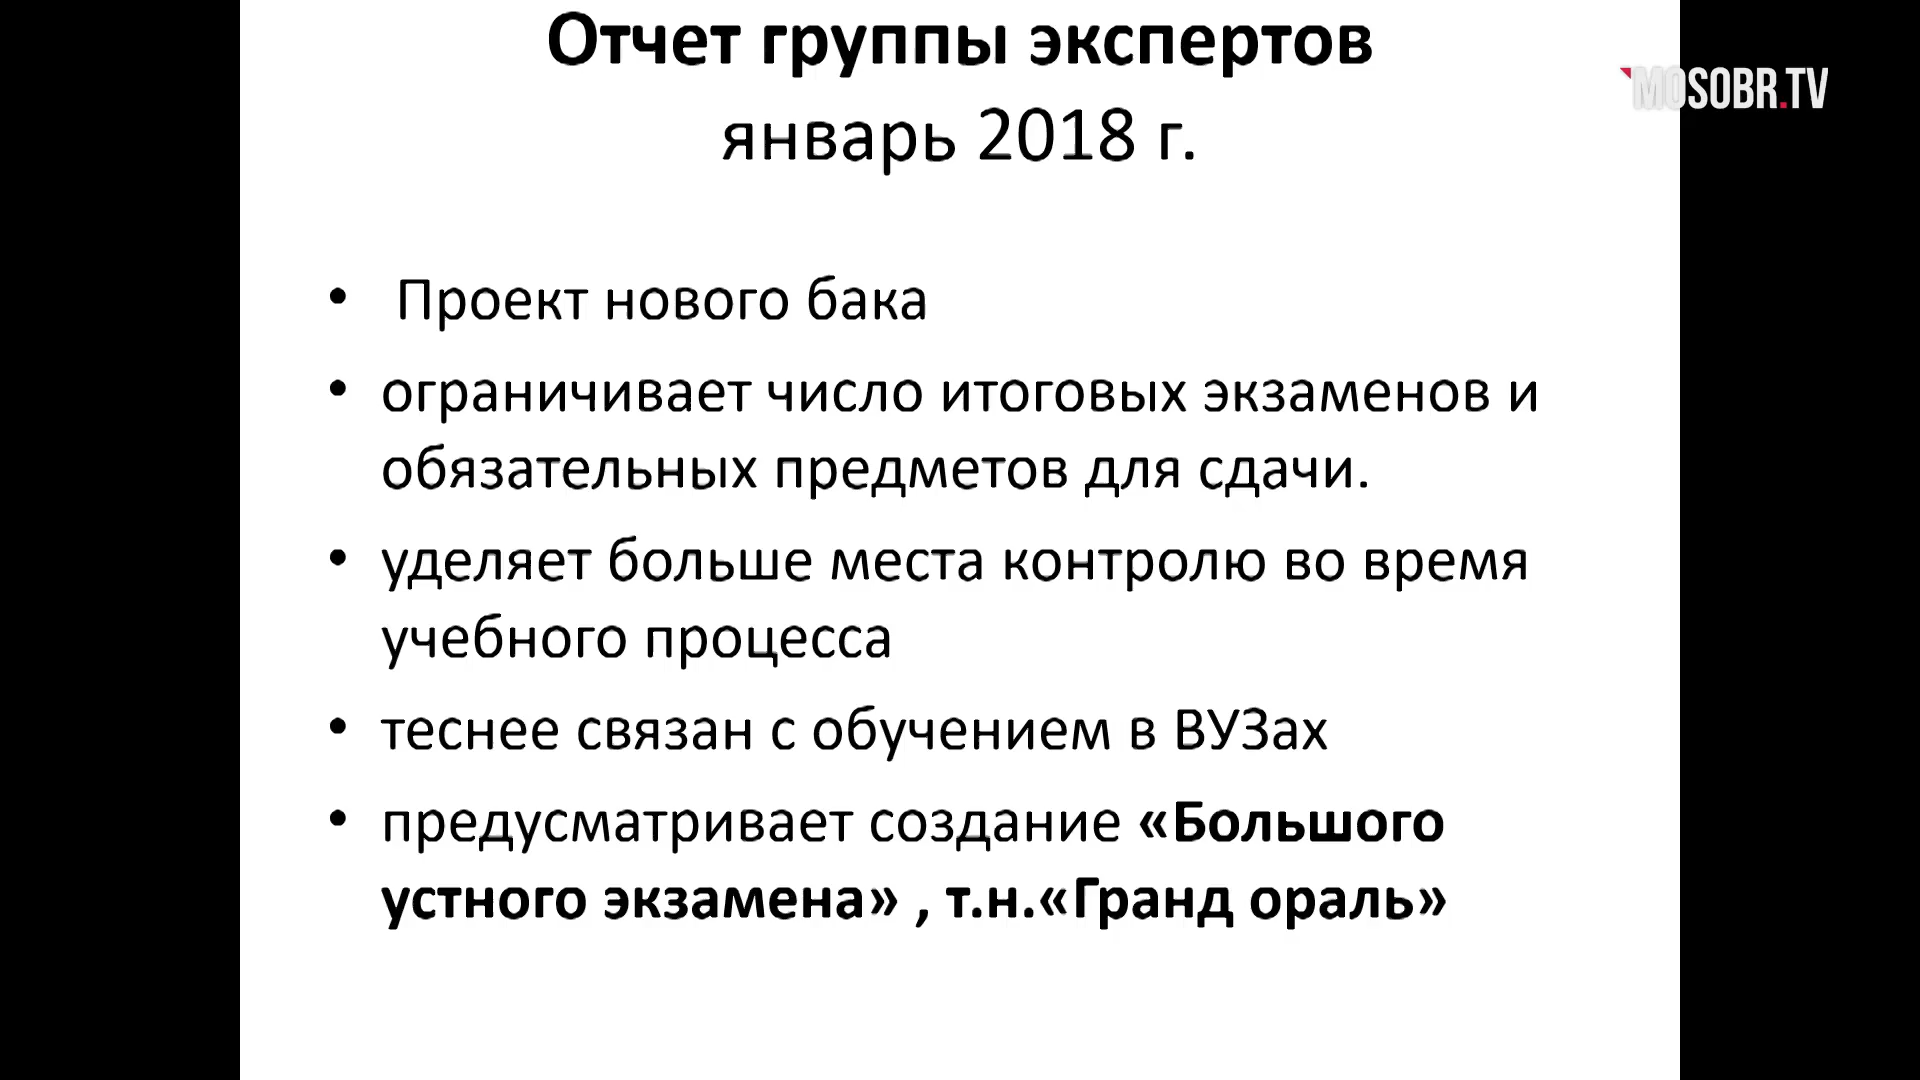 Отчет группы экспертов
MOSOBR.TV
январь 2018 г.
• Проект нового бака
• ограничивает число итоговых экзаменов и
обязательных предметов для сдачи.
• уделяет больше места контролю во время
учебного процесса
• теснее связан с обучением в ВУЗах
• предусматривает создание «Большого
устного экзамена» , т.н.«Гранд ораль»